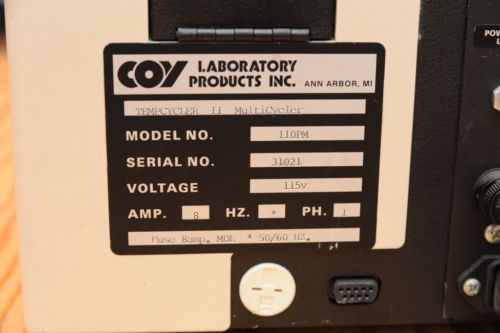 COY LABORATORY
PRODUCTS INC. ANN ARBOR, MI
TEMPCYCLER II MultiCycler
MODEL NO. 110PM
SERIAL NO. 31021
VOLTAGE 115v
AMP. 8 HZ. * PH. 1
Fuse 8amp. MDL * 50/60 HZ.